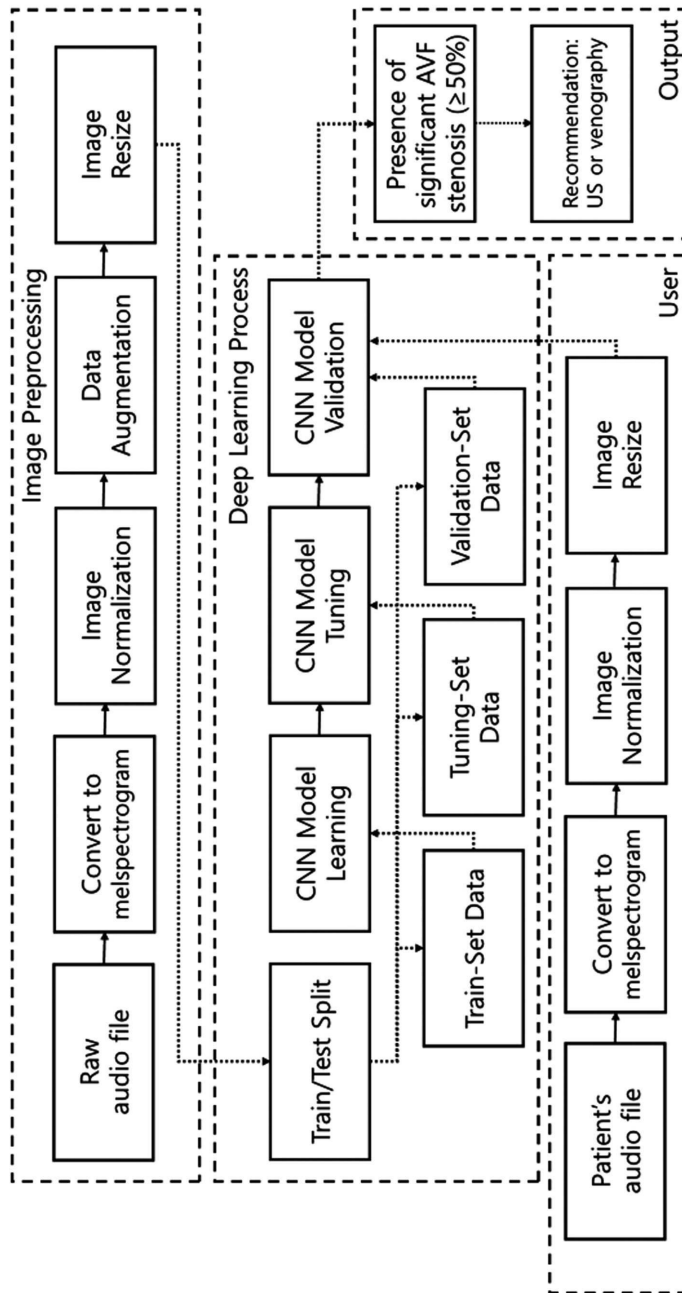 Image Preprocessing
Raw
audio file
Convert to
melspectrogram
Image
Normalization
Data
Augmentation
Image
Resize
Deep Learning Process
Train/Test Split
CNN Model
Learning
CNN Model
Tuning
CNN Model
Validation
Train-Set Data
Tuning-Set
Data
Validation-Set
Data
Presence of
significant AVF
stenosis (≥50%)
Recommendation:
US or venography
Output
Patient's
audio file
Convert to
melspectrogram
Image
Normalization
Image
Resize
User